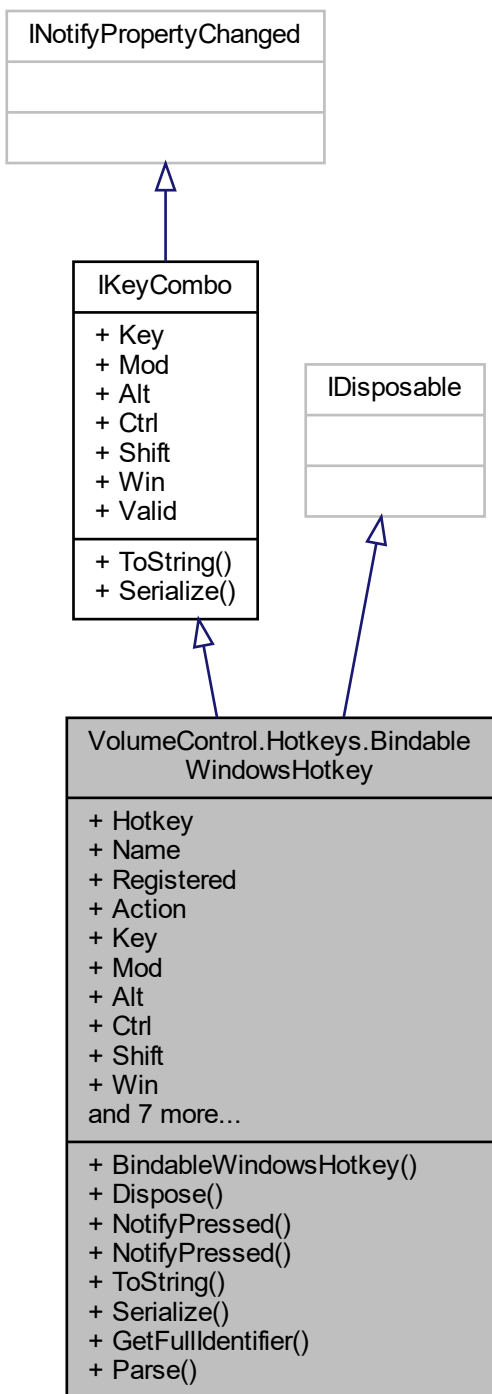 INotifyPropertyChanged
IKeyCombo
+ Key
+ Mod
+ Alt
+ Ctrl
+ Shift
+ Win
+ Valid
+ ToString()
+ Serialize()
IDisposable
VolumeControl.Hotkeys.Bindable
WindowsHotkey
+ Hotkey
+ Name
+ Registered
+ Action
+ Key
+ Mod
+ Alt
+ Ctrl
+ Shift
+ Win
and 7 more...
+ BindableWindowsHotkey()
+ Dispose()
+ NotifyPressed()
+ NotifyPressed()
+ ToString()
+ Serialize()
+ GetFullIdentifier()
+ Parse()